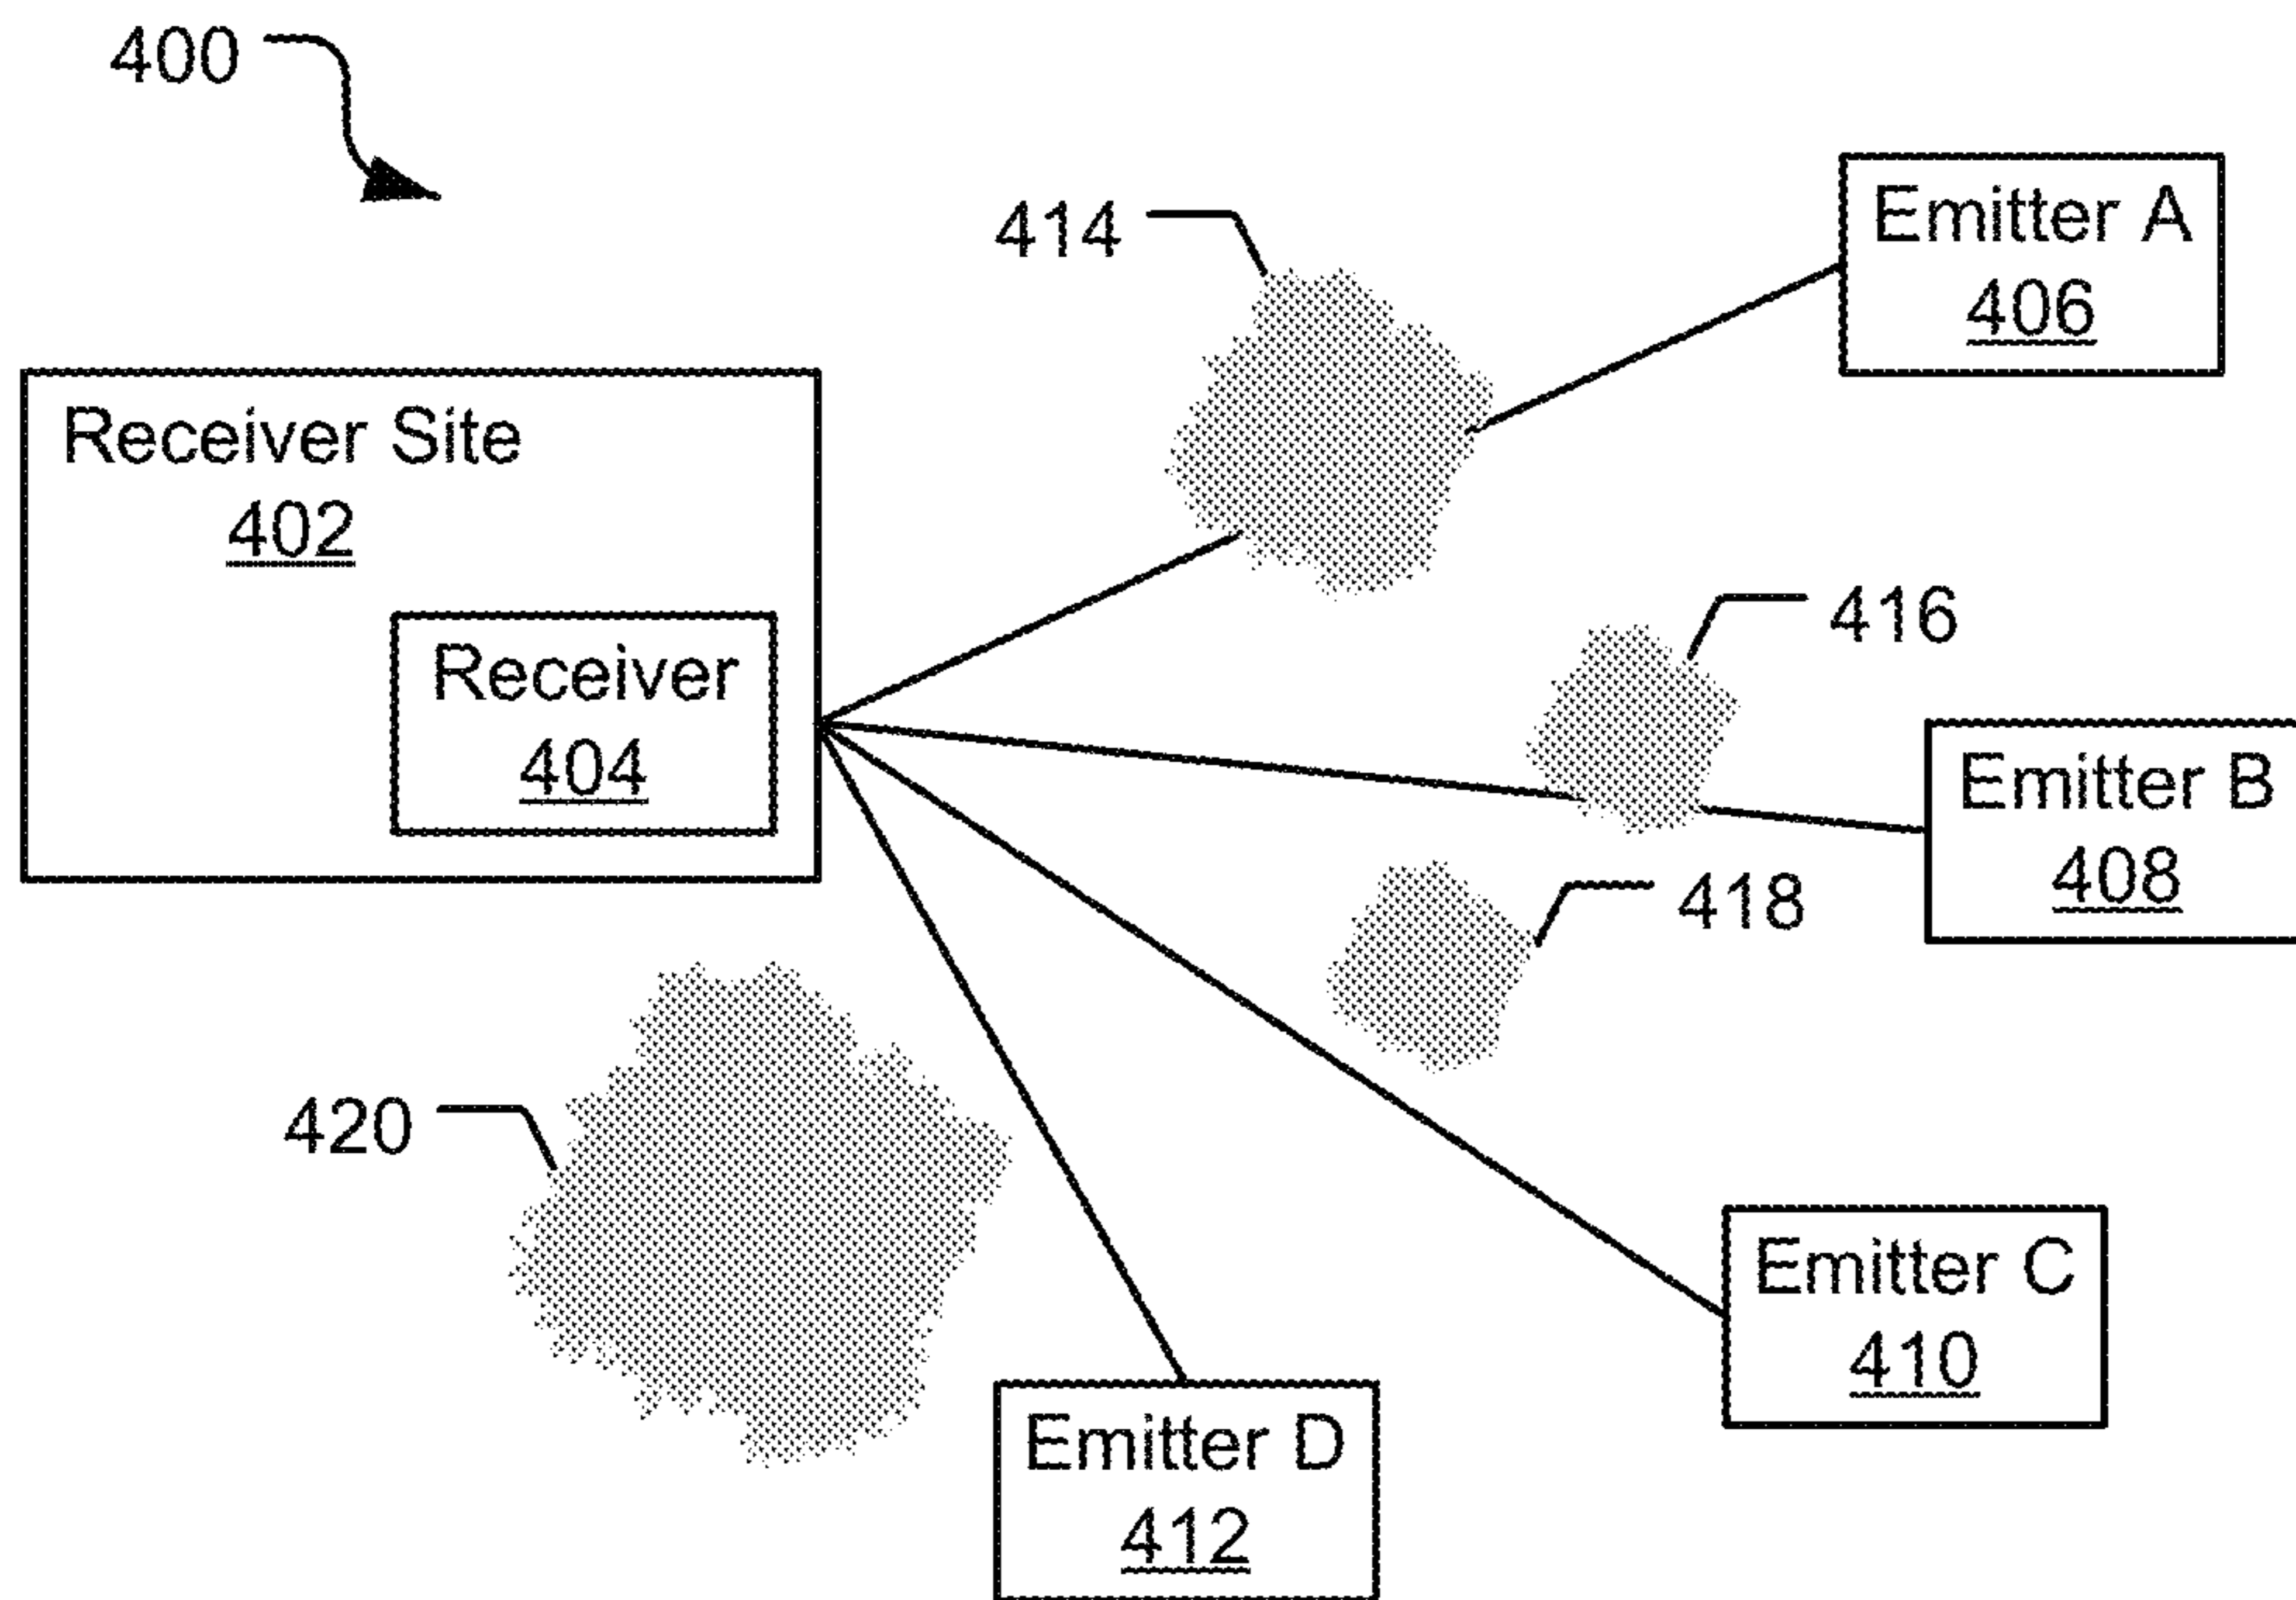 400
414
Emitter A
406
Receiver Site
402
Receiver
404
416
Emitter B
408
418
420
Emitter C
410
Emitter D
412